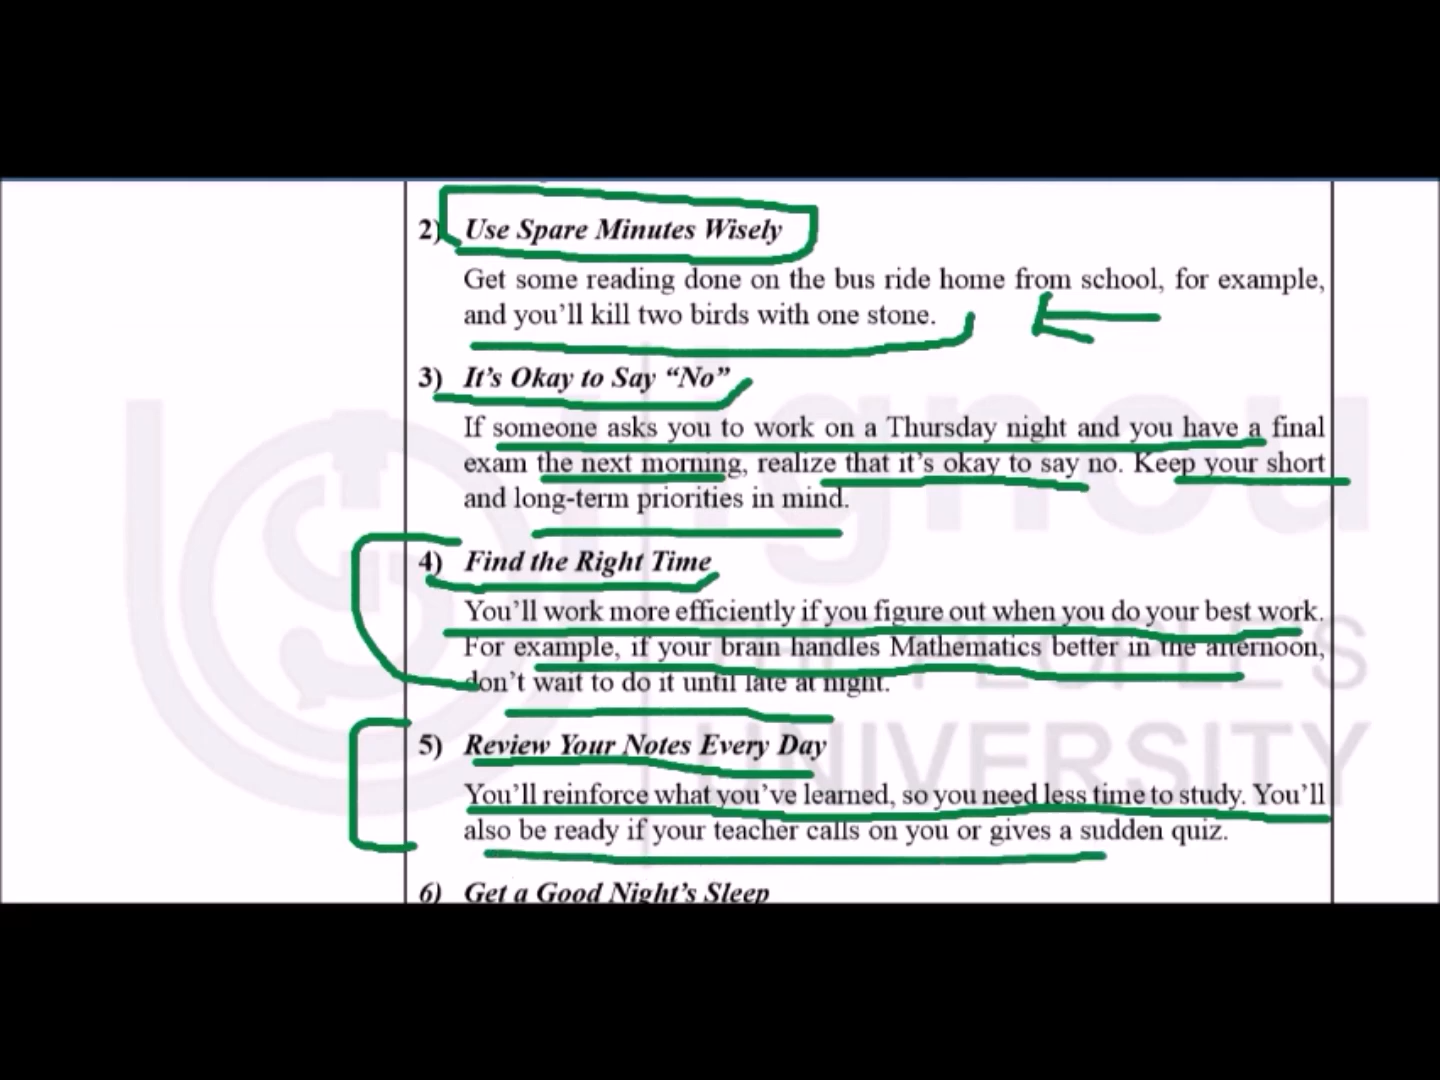 2) Use Spare Minutes Wisely
Get some reading done on the bus ride home from school, for example,
and you'll kill two birds with one stone.
3) It's Okay to Say “No”
If someone asks you to work on a Thursday night and you have a final
exam the next morning, realize that it's okay to say no. Keep your short
and long-term priorities in mind.
4) Find the Right Time
You'll work more efficiently if you figure out when you do your best work.
For example, if your brain handles Mathematics better in the afternoon,
don't wait to do it until late at night.
5) Review Your Notes Every Day
You'll reinforce what you've learned, so you need less time to study. You'll
also be ready if your teacher calls on you or gives a sudden quiz.
6) Get a Good Night's Sleep
ignou
THE PEOPLE'S
UNIVERSITY